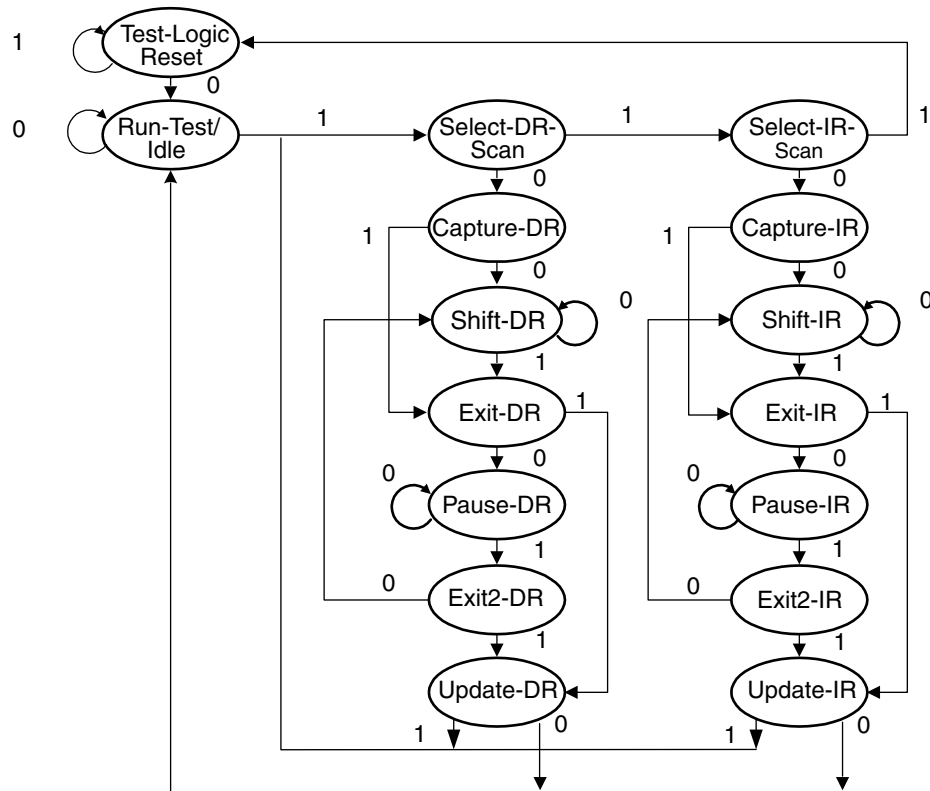 1
Test-Logic
Reset
0
0
Run-Test/
Idle
1
Select-DR-
Scan
1
Select-IR-
Scan
1
0
0
1
Capture-DR
1
Capture-IR
0
0
Shift-DR
0
Shift-IR
0
1
1
Exit-DR
1
Exit-IR
1
0
0
0
Pause-DR
0
Pause-IR
1
1
0
Exit2-DR
0
Exit2-IR
1
1
Update-DR
Update-IR
1
0
1
0